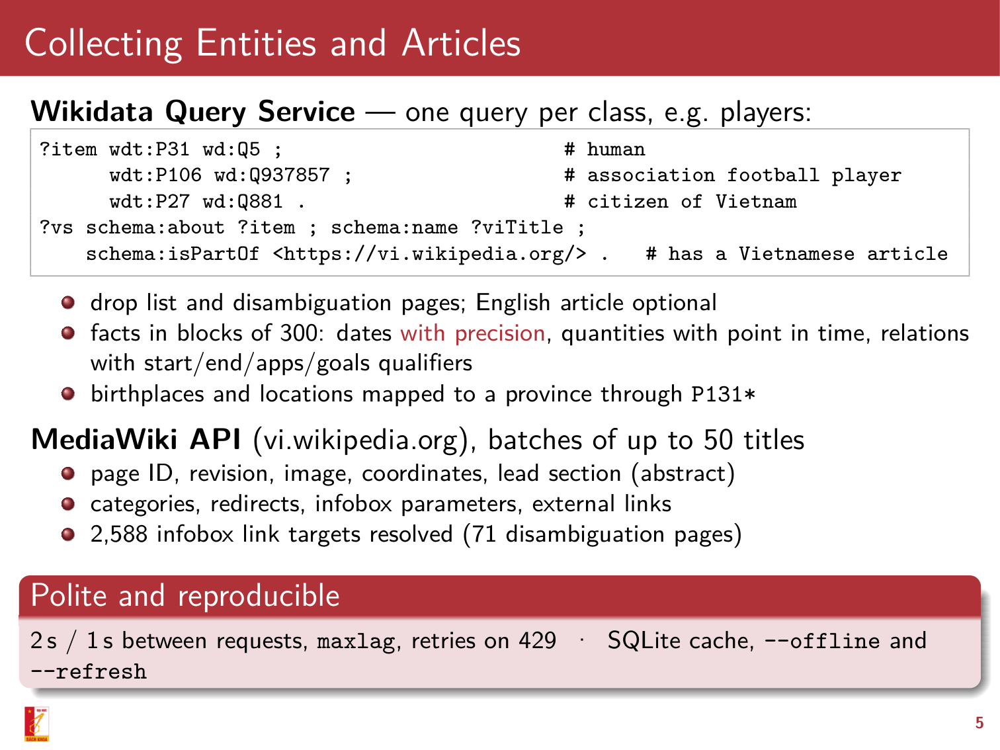 Collecting Entities and Articles
Wikidata Query Service — one query per class, e.g. players:
?item wdt:P31 wd:Q5 ; # human
wdt:P106 wd:Q937857 ; # association football player
wdt:P27 wd:Q881 . # citizen of Vietnam
?vs schema:about ?item ; schema:name ?viTitle ;
schema:isPartOf <https://vi.wikipedia.org/> . # has a Vietnamese article
drop list and disambiguation pages; English article optional
facts in blocks of 300: dates with precision, quantities with point in time, relations
with start/end/apps/goals qualifiers
birthplaces and locations mapped to a province through P131*
MediaWiki API (vi.wikipedia.org), batches of up to 50 titles
page ID, revision, image, coordinates, lead section (abstract)
categories, redirects, infobox parameters, external links
2,588 infobox link targets resolved (71 disambiguation pages)
Polite and reproducible
2 s / 1 s between requests, maxlag, retries on 429 · SQLite cache, --offline and
--refresh
ĐẠI HỌC
BÁCH KHOA
5